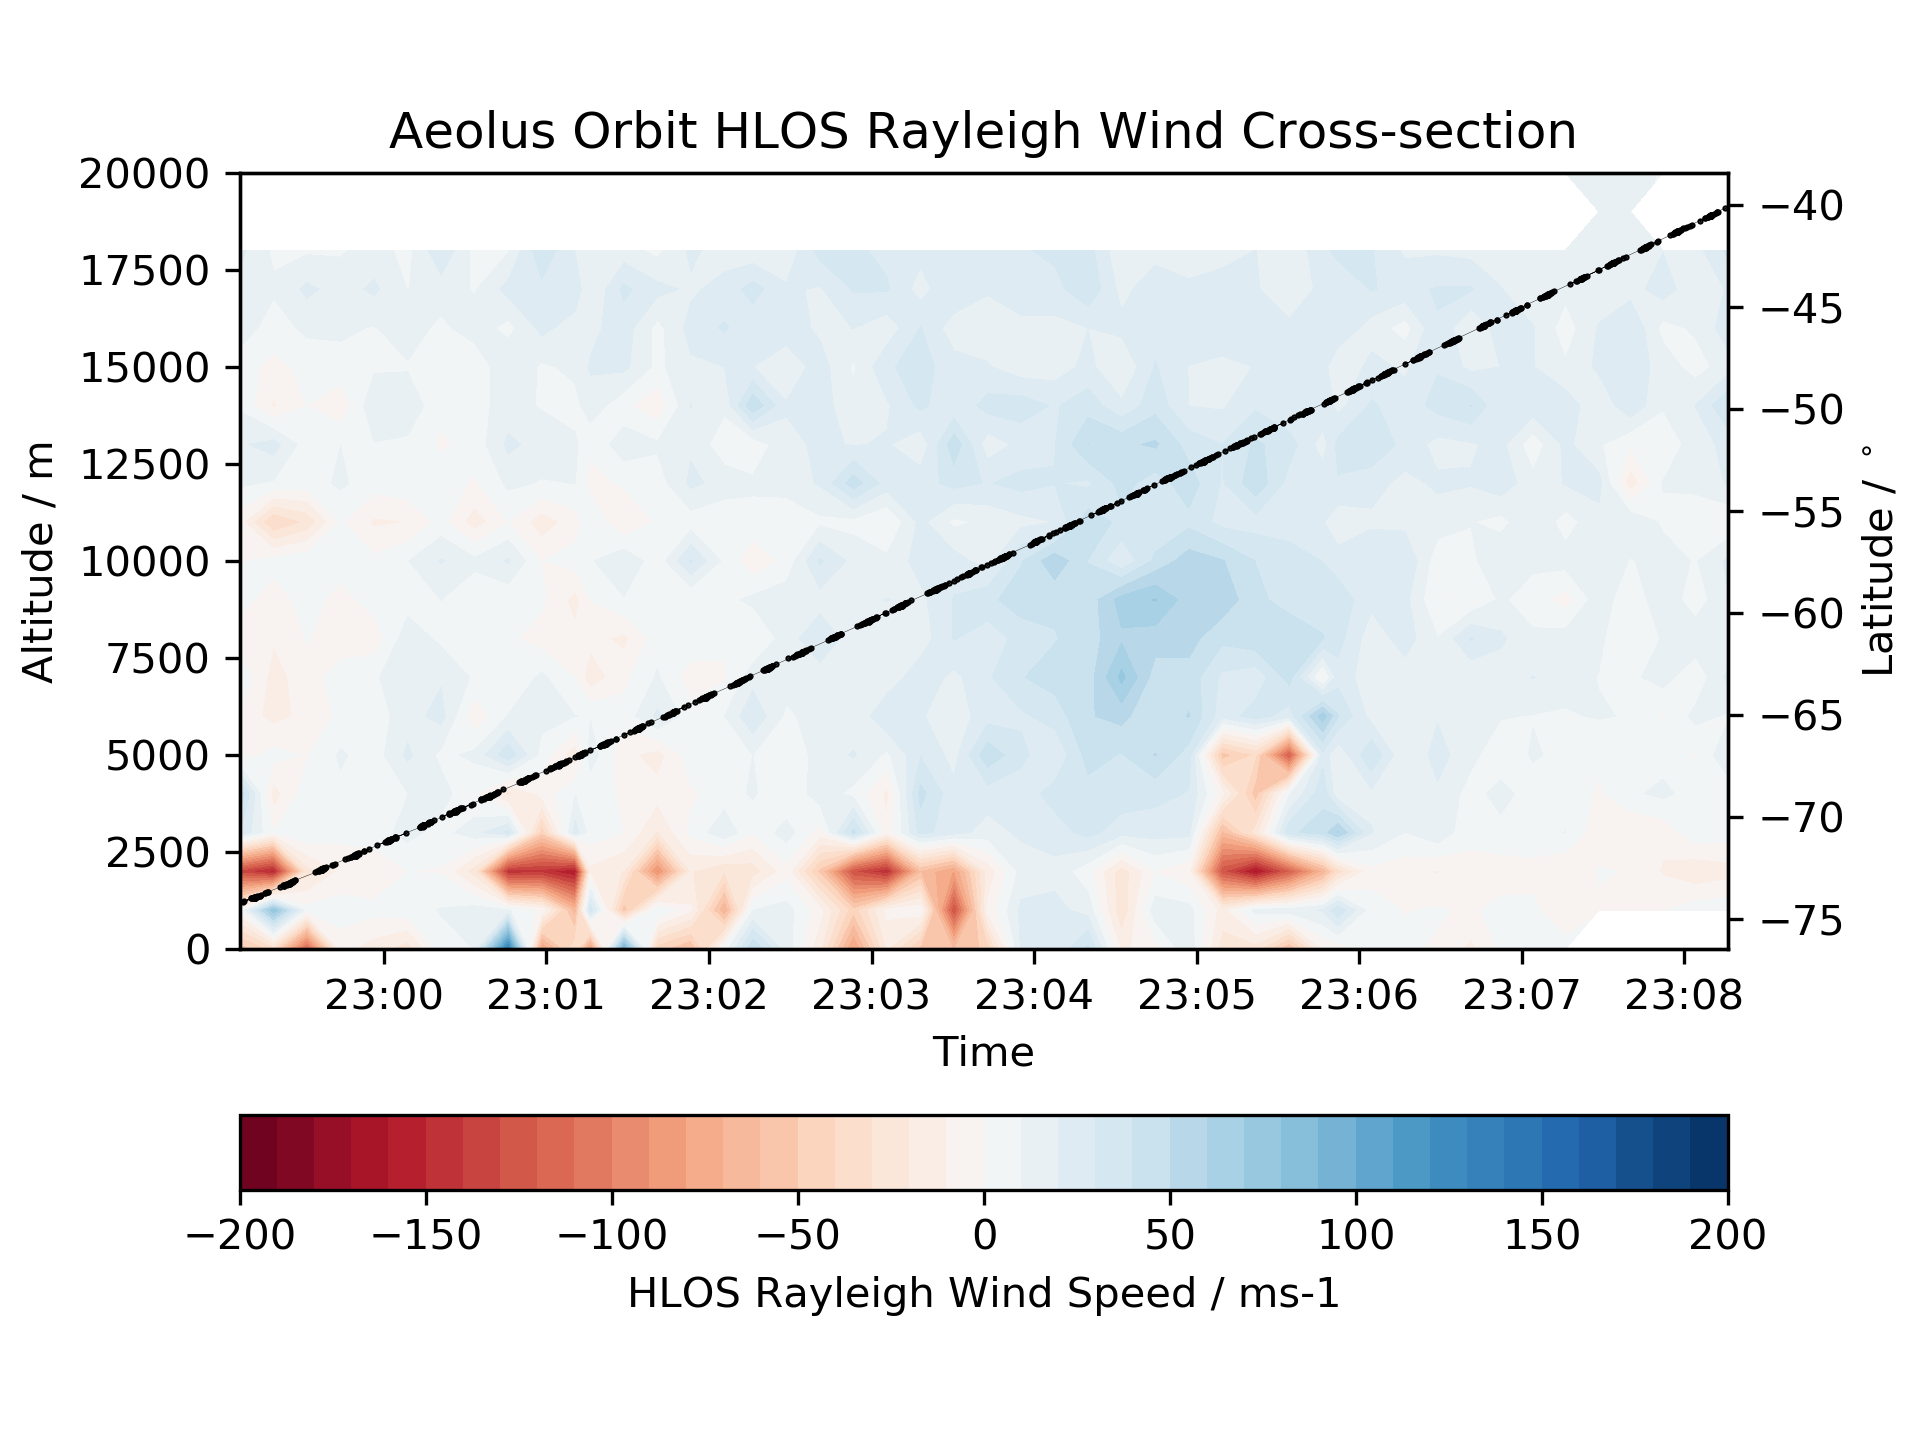 Aeolus Orbit HLOS Rayleigh Wind Cross-section
20000
17500
15000
12500
10000
7500
5000
2500
0
Altitude / m
−40
−45
−50
−55
−60
−65
−70
−75
Latitude / °
23:00 23:01 23:02 23:03 23:04 23:05 23:06 23:07 23:08
Time
−200 −150 −100 −50 0 50 100 150 200
HLOS Rayleigh Wind Speed / ms-1